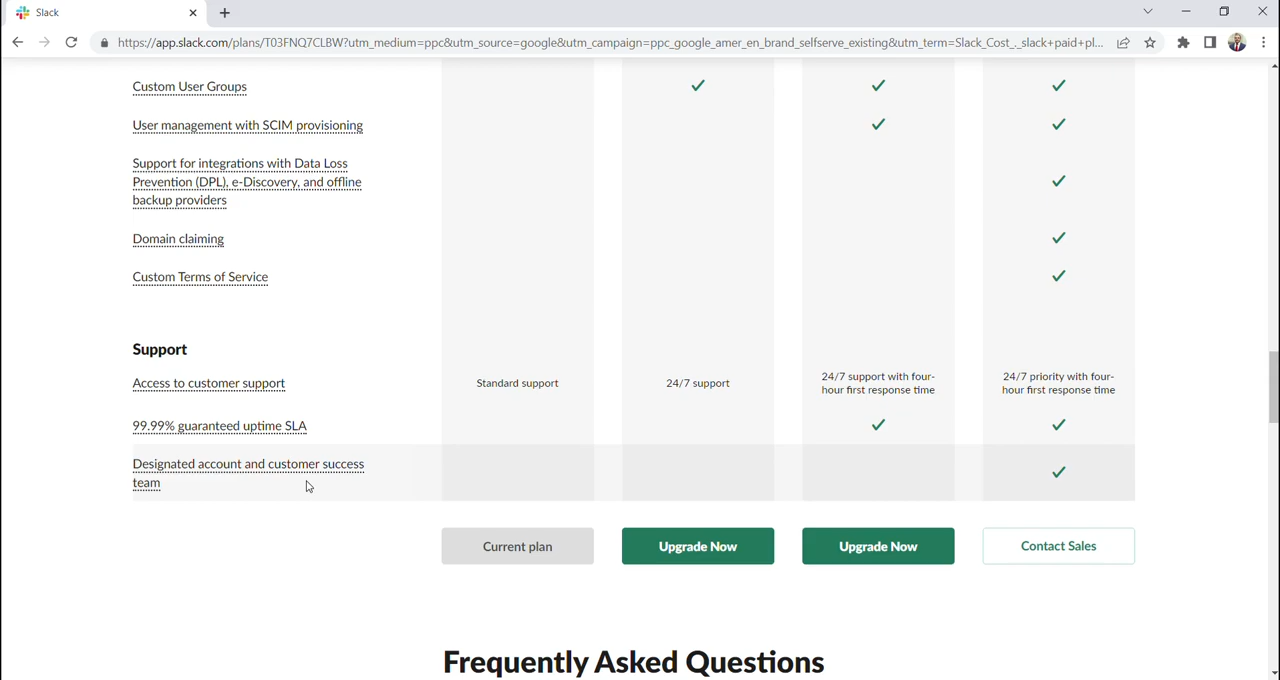 Slack
https://app.slack.com/plans/T03FNQ7CLBW?utm_medium=ppc&utm_source=google&utm_campaign=ppc_google_amer_en_brand_selfserve_existing&utm_term=Slack_Cost_._slack+paid+pl...
Custom User Groups
User management with SCIM provisioning
Support for integrations with Data Loss
Prevention (DPL), e-Discovery, and offline
backup providers
Domain claiming
Custom Terms of Service
Support
Access to customer support
Standard support
24/7 support
24/7 support with four-
hour first response time
24/7 priority with four-
hour first response time
99.99% guaranteed uptime SLA
Designated account and customer success
team
Current plan
Upgrade Now
Upgrade Now
Contact Sales
Frequently Asked Questions